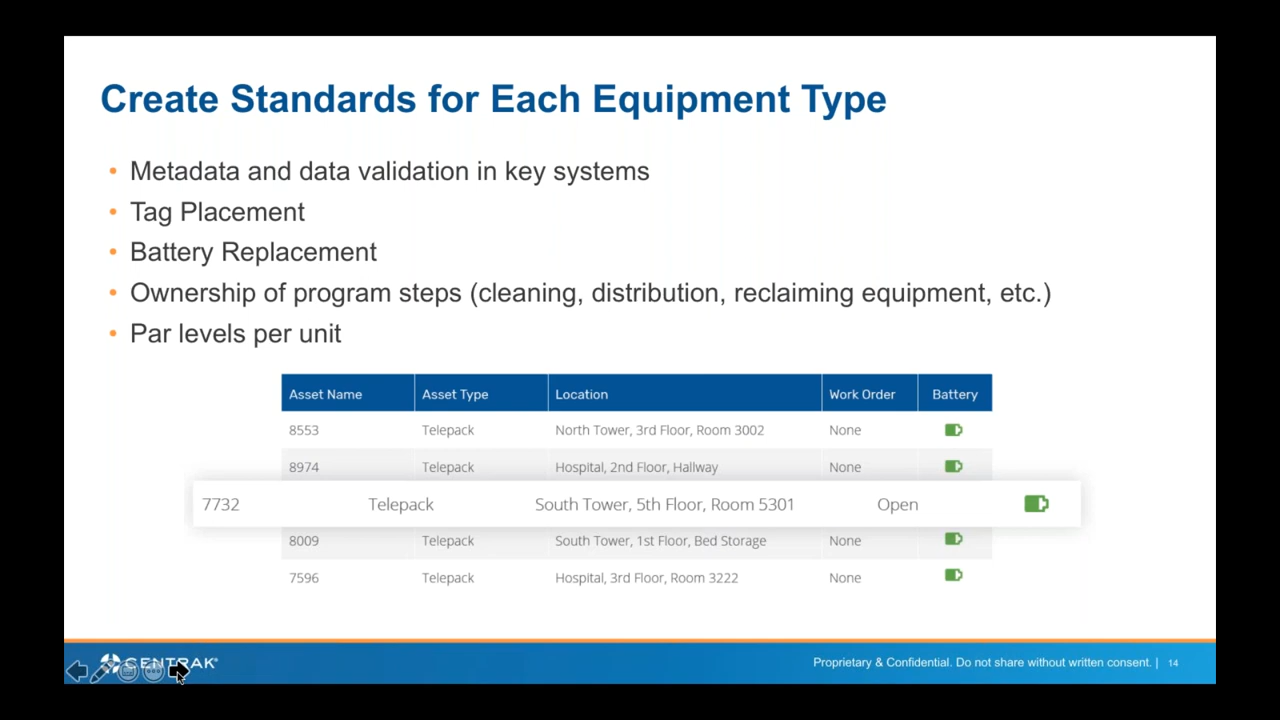 Create Standards for Each Equipment Type
• Metadata and data validation in key systems
• Tag Placement
• Battery Replacement
• Ownership of program steps (cleaning, distribution, reclaiming equipment, etc.)
• Par levels per unit
Asset Name Asset Type Location Work Order Battery
8553 Telepack North Tower, 3rd Floor, Room 3002 None
8974 Telepack Hospital, 2nd Floor, Hallway None
7732 Telepack South Tower, 5th Floor, Room 5301 Open
8009 Telepack South Tower, 1st Floor, Bed Storage None
7596 Telepack Hospital, 3rd Floor, Room 3222 None
CENTRAK® Proprietary & Confidential. Do not share without written consent. | 14